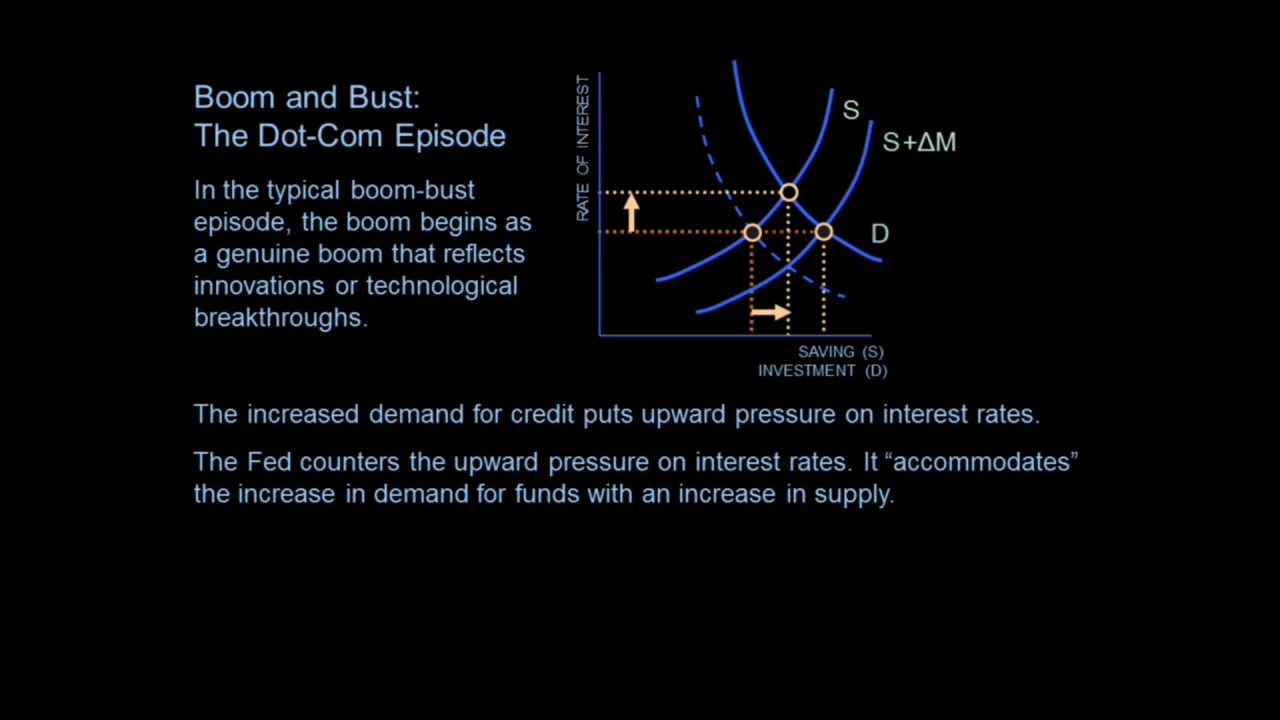 Boom and Bust:
The Dot-Com Episode
In the typical boom-bust
episode, the boom begins as
a genuine boom that reflects
innovations or technological
breakthroughs.
RATE OF INTEREST
S
S+ΔM
D
SAVING (S)
INVESTMENT (D)
The increased demand for credit puts upward pressure on interest rates.
The Fed counters the upward pressure on interest rates. It “accommodates”
the increase in demand for funds with an increase in supply.